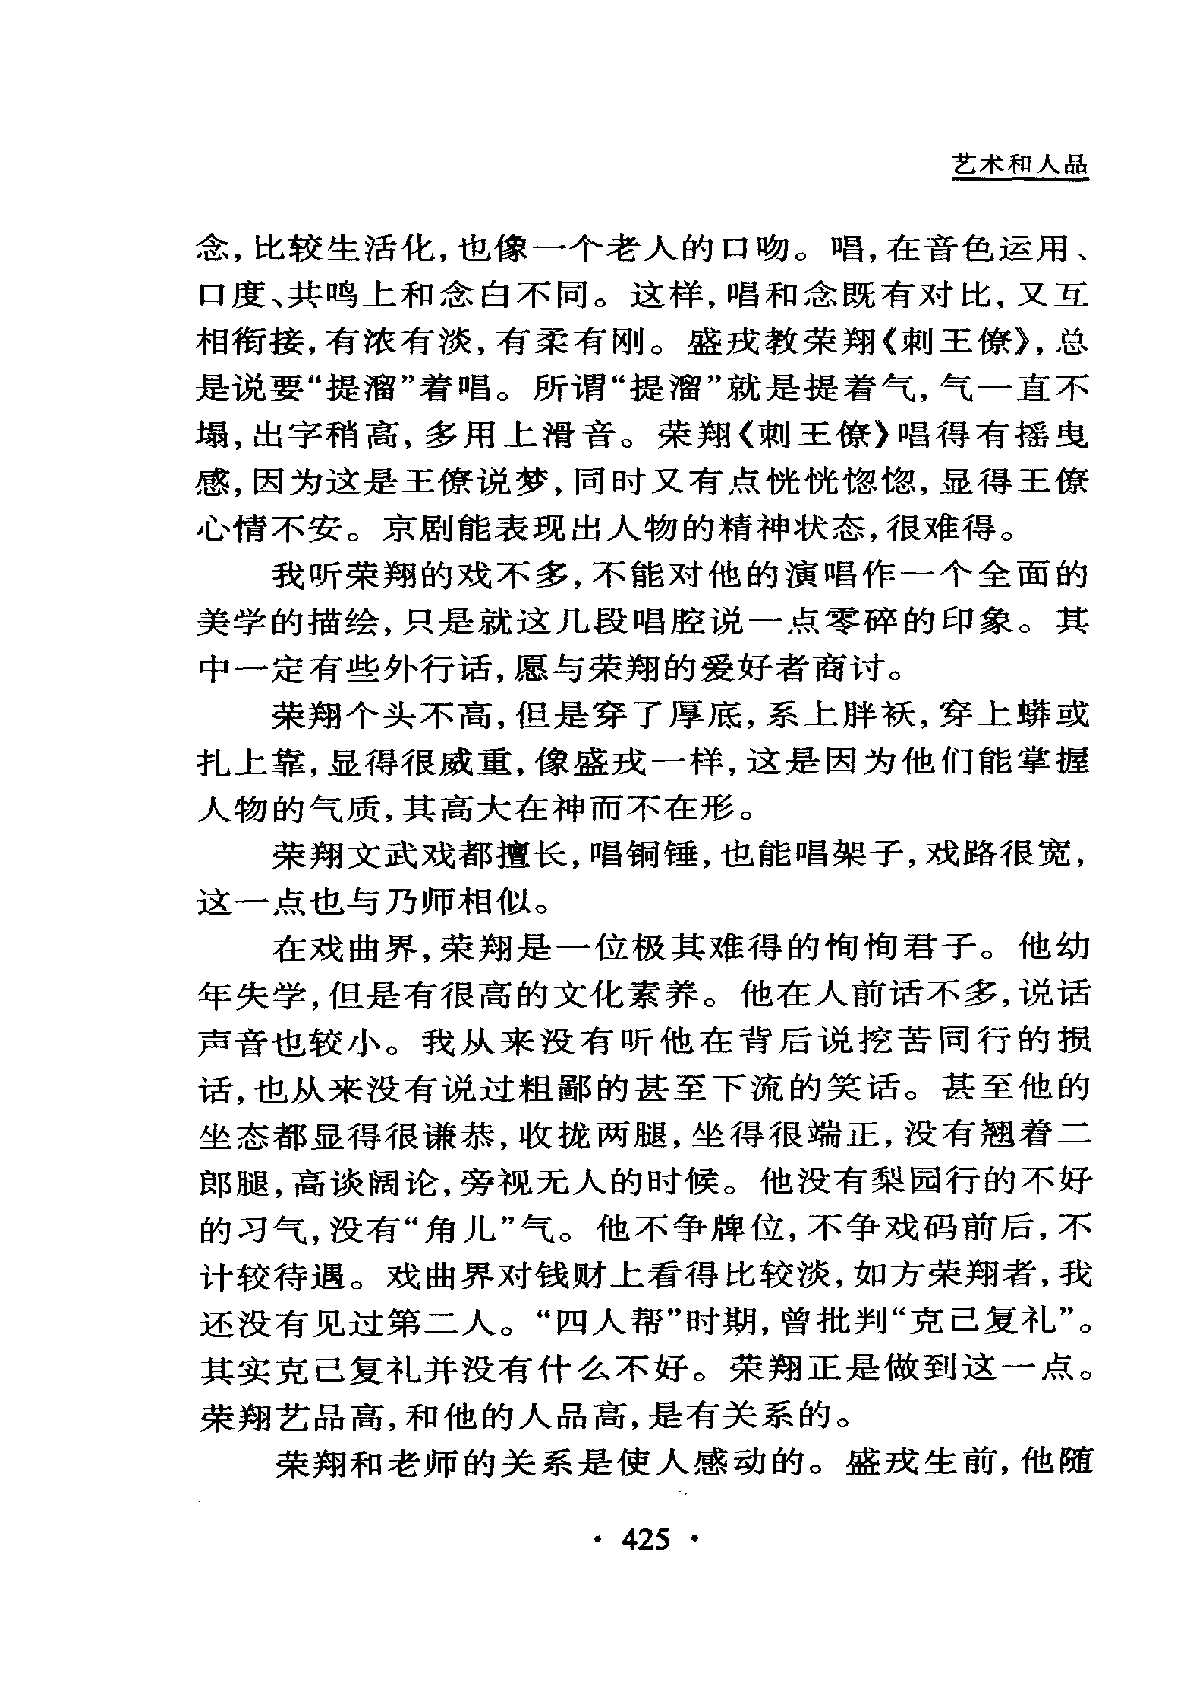 艺术和人品
念,比较生活化,也像一个老人的口吻。唱,在音色运用、
口度、共鸣上和念白不同。这样,唱和念既有对比,又互
相衔接,有浓有淡,有柔有刚。盛戎教荣翔《刺王僚》,总
是说要“提溜”着唱。所谓“提溜”就是提着气,气一直不
塌,出字稍高,多用上滑音。荣翔《刺王僚》唱得有摇曳
感,因为这是王僚说梦,同时又有点恍恍惚惚,显得王僚
心情不安。京剧能表现出人物的精神状态,很难得。
我听荣翔的戏不多,不能对他的演唱作一个全面的
美学的描绘,只是就这几段唱腔说一点零碎的印象。其
中一定有些外行话,愿与荣翔的爱好者商讨。
荣翔个头不高,但是穿了厚底,系上胖袄,穿上蟒或
扎上靠,显得很威重,像盛戎一样,这是因为他们能掌握
人物的气质,其高大在神而不在形。
荣翔文武戏都擅长,唱铜锤,也能唱架子,戏路很宽,
这一点也与乃师相似。
在戏曲界,荣翔是一位极其难得的恂恂君子。他幼
年失学,但是有很高的文化素养。他在人前话不多,说话
声音也较小。我从来没有听他在背后说挖苦同行的损
话,也从来没有说过粗鄙的甚至下流的笑话。甚至他的
坐态都显得很谦恭,收拢两腿,坐得很端正,没有翘着二
郎腿,高谈阔论,旁视无人的时候。他没有梨园行的不好
的习气,没有“角儿”气。他不争牌位,不争戏码前后,不
计较待遇。戏曲界对钱财上看得比较淡,如方荣翔者,我
还没有见过第二人。“四人帮”时期,曾批判“克己复礼”。
其实克己复礼并没有什么不好。荣翔正是做到这一点。
荣翔艺品高,和他的人品高,是有关系的。
荣翔和老师的关系是使人感动的。盛戎生前,他随
· 425 ·